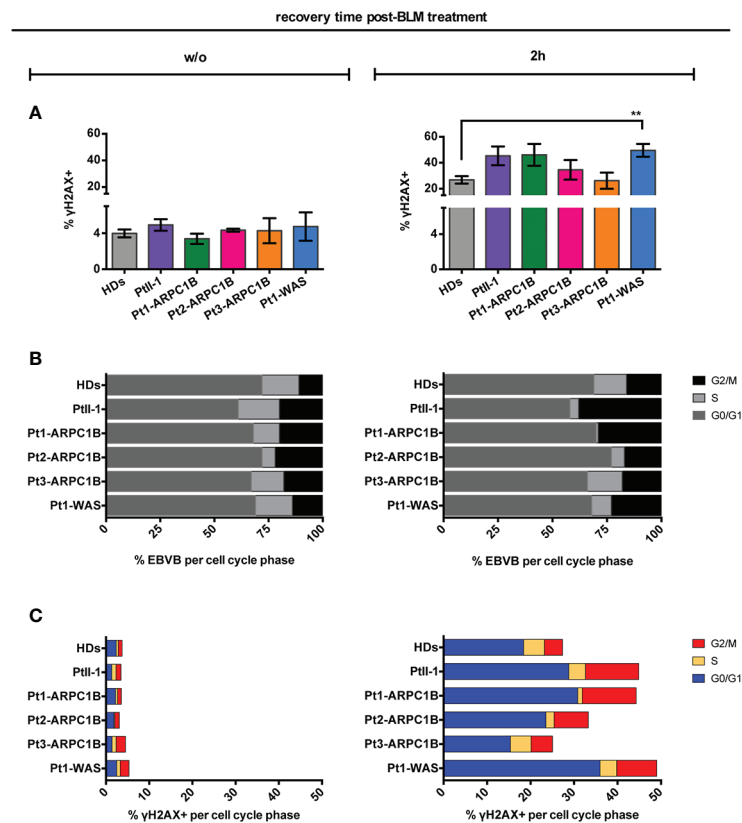 recovery time post-BLM treatment
w/o
2h
A
% γH2AX+
60
40
20
4
0
HDs
PtII-1
Pt1-ARPC1B
Pt2-ARPC1B
Pt3-ARPC1B
Pt1-WAS
% γH2AX+
60
40
20
4
0
**
HDs
PtII-1
Pt1-ARPC1B
Pt2-ARPC1B
Pt3-ARPC1B
Pt1-WAS
B
HDs
PtII-1
Pt1-ARPC1B
Pt2-ARPC1B
Pt3-ARPC1B
Pt1-WAS
0 25 50 75 100
% EBVB per cell cycle phase
HDs
PtII-1
Pt1-ARPC1B
Pt2-ARPC1B
Pt3-ARPC1B
Pt1-WAS
0 25 50 75 100
% EBVB per cell cycle phase
G2/M
S
G0/G1
C
HDs
PtII-1
Pt1-ARPC1B
Pt2-ARPC1B
Pt3-ARPC1B
Pt1-WAS
0 10 20 30 40 50
% γH2AX+ per cell cycle phase
HDs
PtII-1
Pt1-ARPC1B
Pt2-ARPC1B
Pt3-ARPC1B
Pt1-WAS
0 10 20 30 40 50
% γH2AX+ per cell cycle phase
G2/M
S
G0/G1